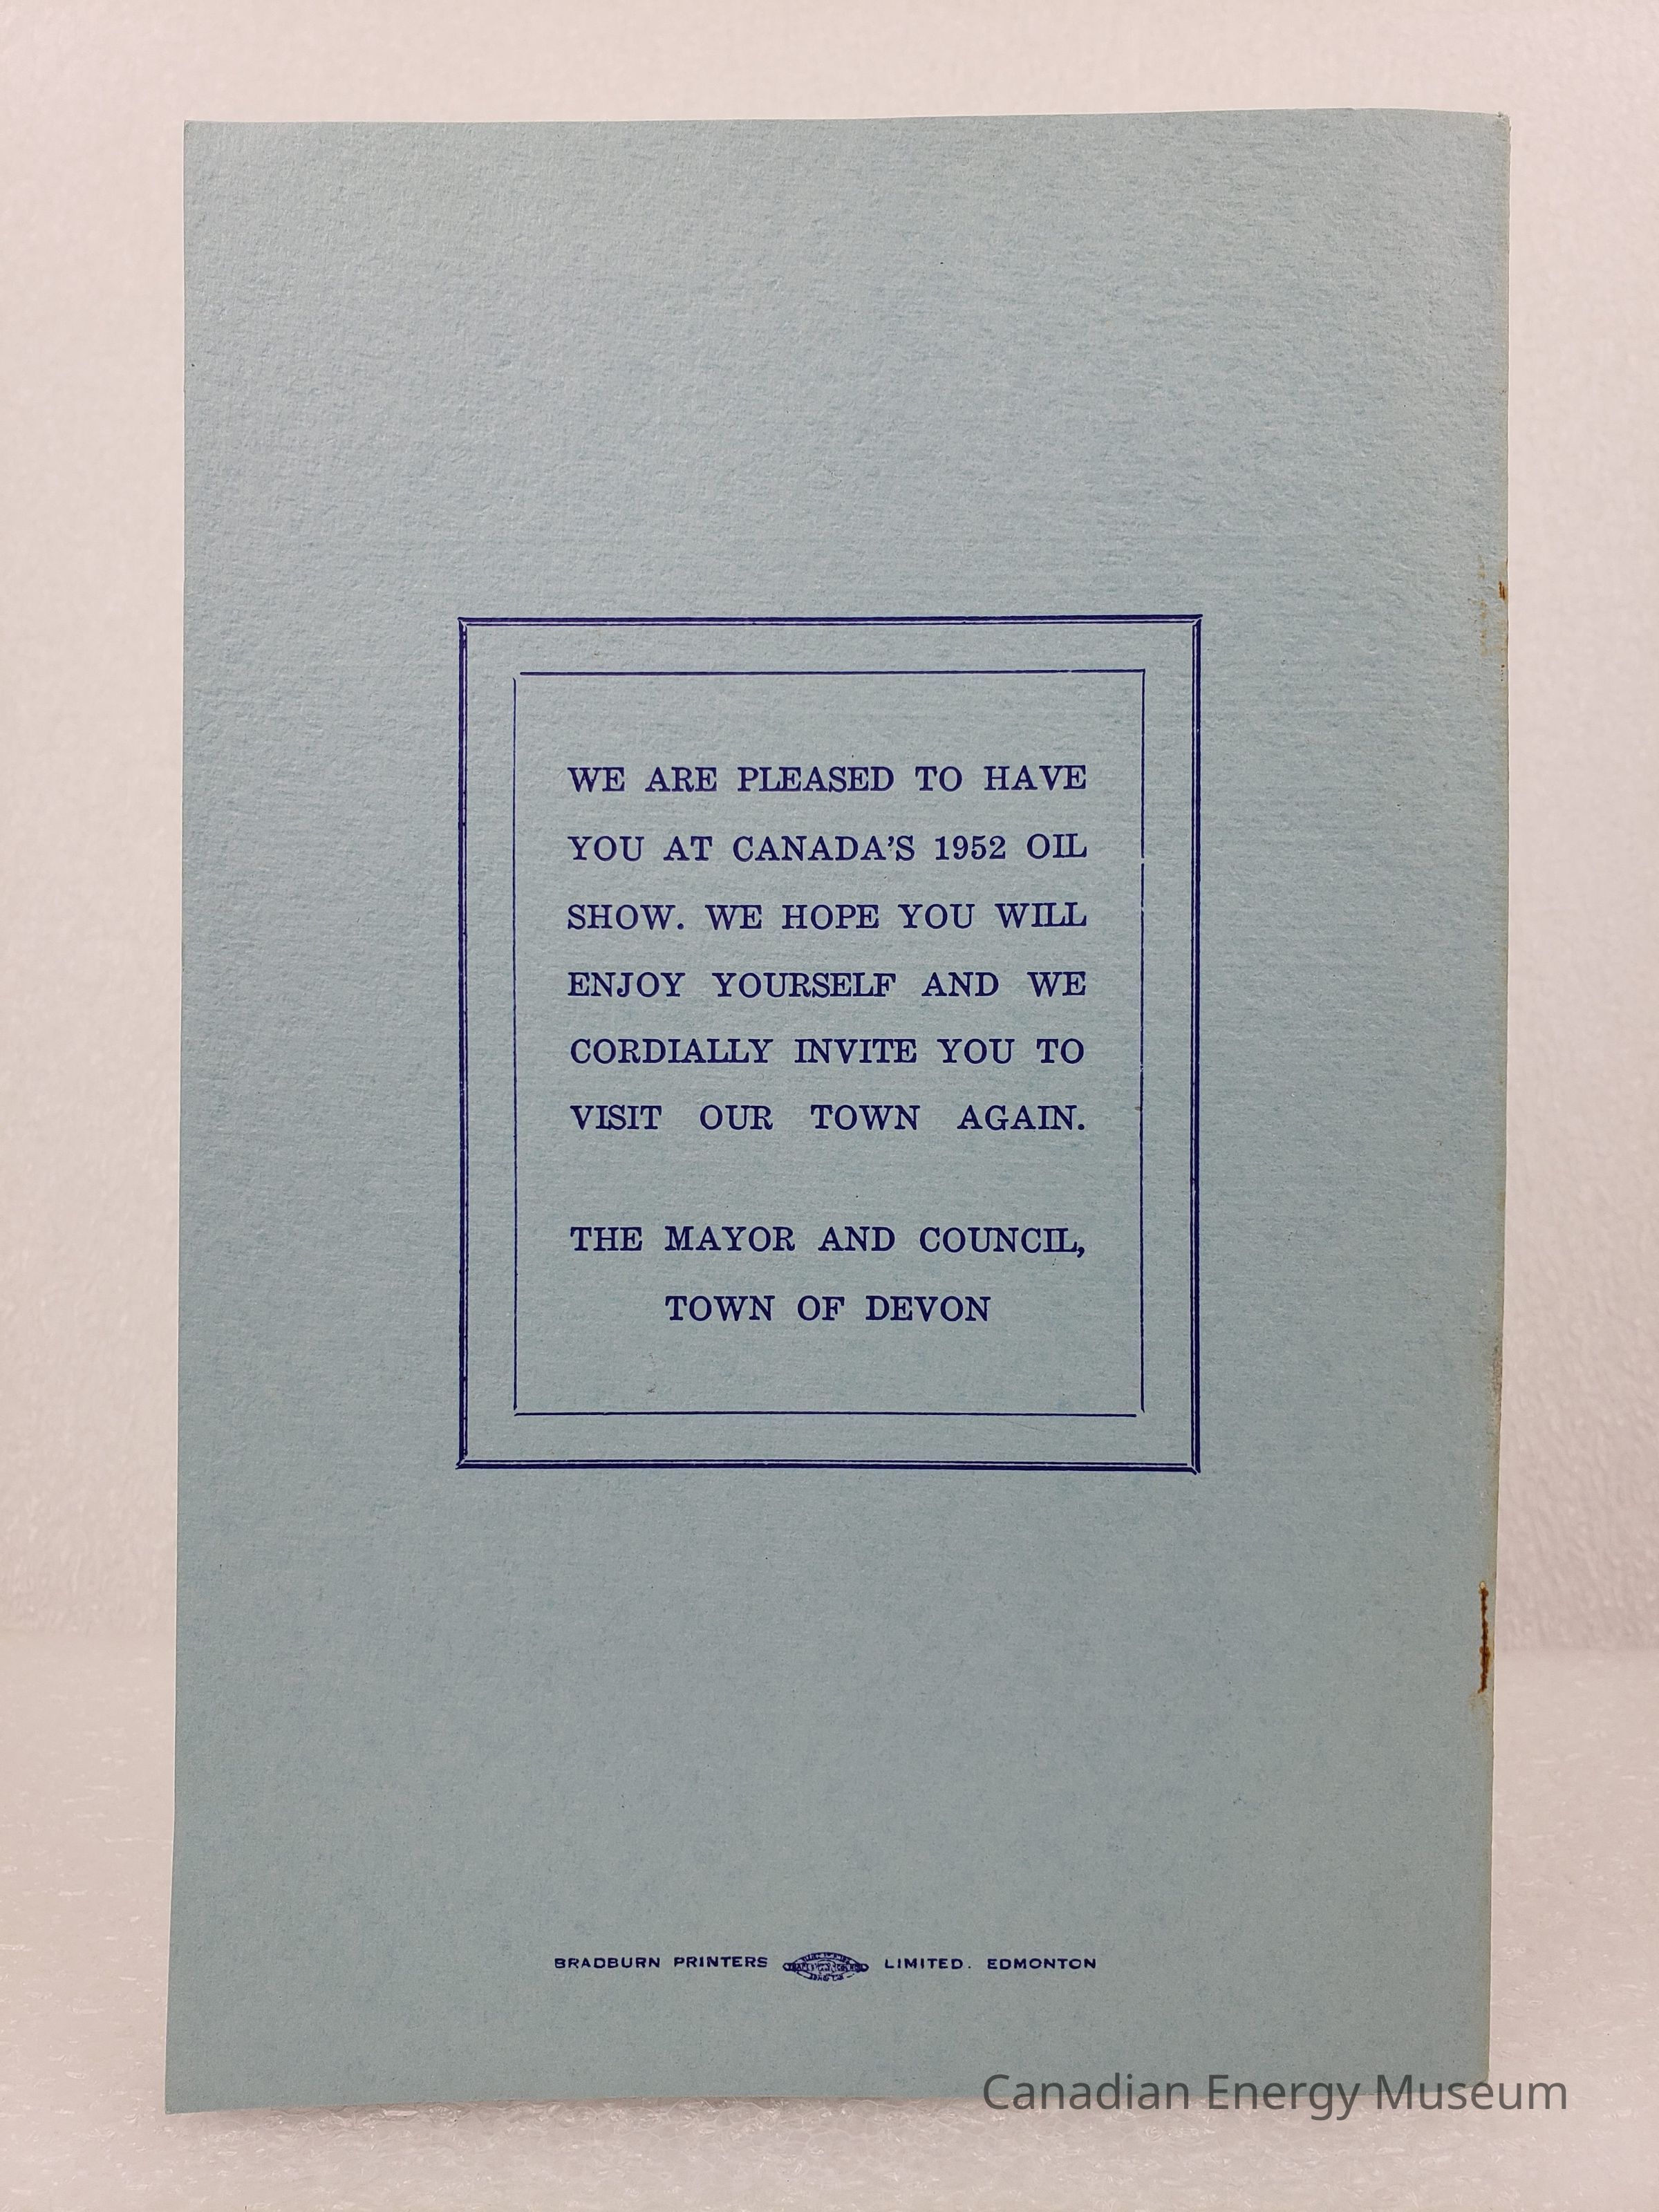 WE ARE PLEASED TO HAVE
YOU AT CANADA'S 1952 OIL
SHOW. WE HOPE YOU WILL
ENJOY YOURSELF AND WE
CORDIALLY INVITE YOU TO
VISIT OUR TOWN AGAIN.
THE MAYOR AND COUNCIL,
TOWN OF DEVON
BRADBURN PRINTERS LIMITED. EDMONTON
Canadian Energy Museum